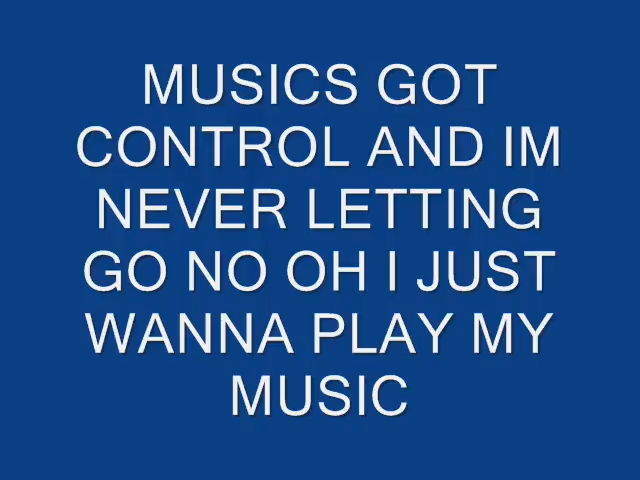 MUSICS GOT
CONTROL AND IM
NEVER LETTING
GO NO OH I JUST
WANNA PLAY MY
MUSIC